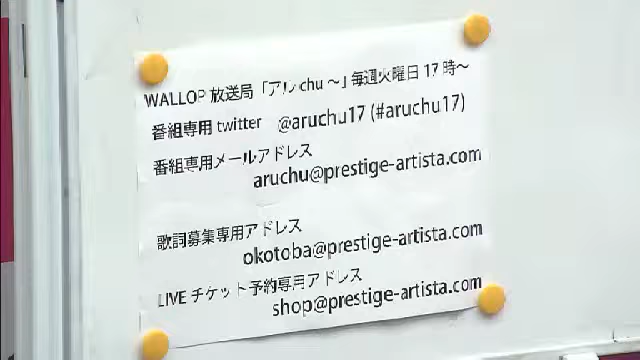 WALLOP 放送局「アルchu～」毎週火曜日 17 時～
番組専用 twitter @aruchu17 (#aruchu17)
番組専用メールアドレス
aruchu@prestige-artista.com
歌詞募集専用アドレス
okotoba@prestige-artista.com
LIVE チケット予約専用アドレス
shop@prestige-artista.com